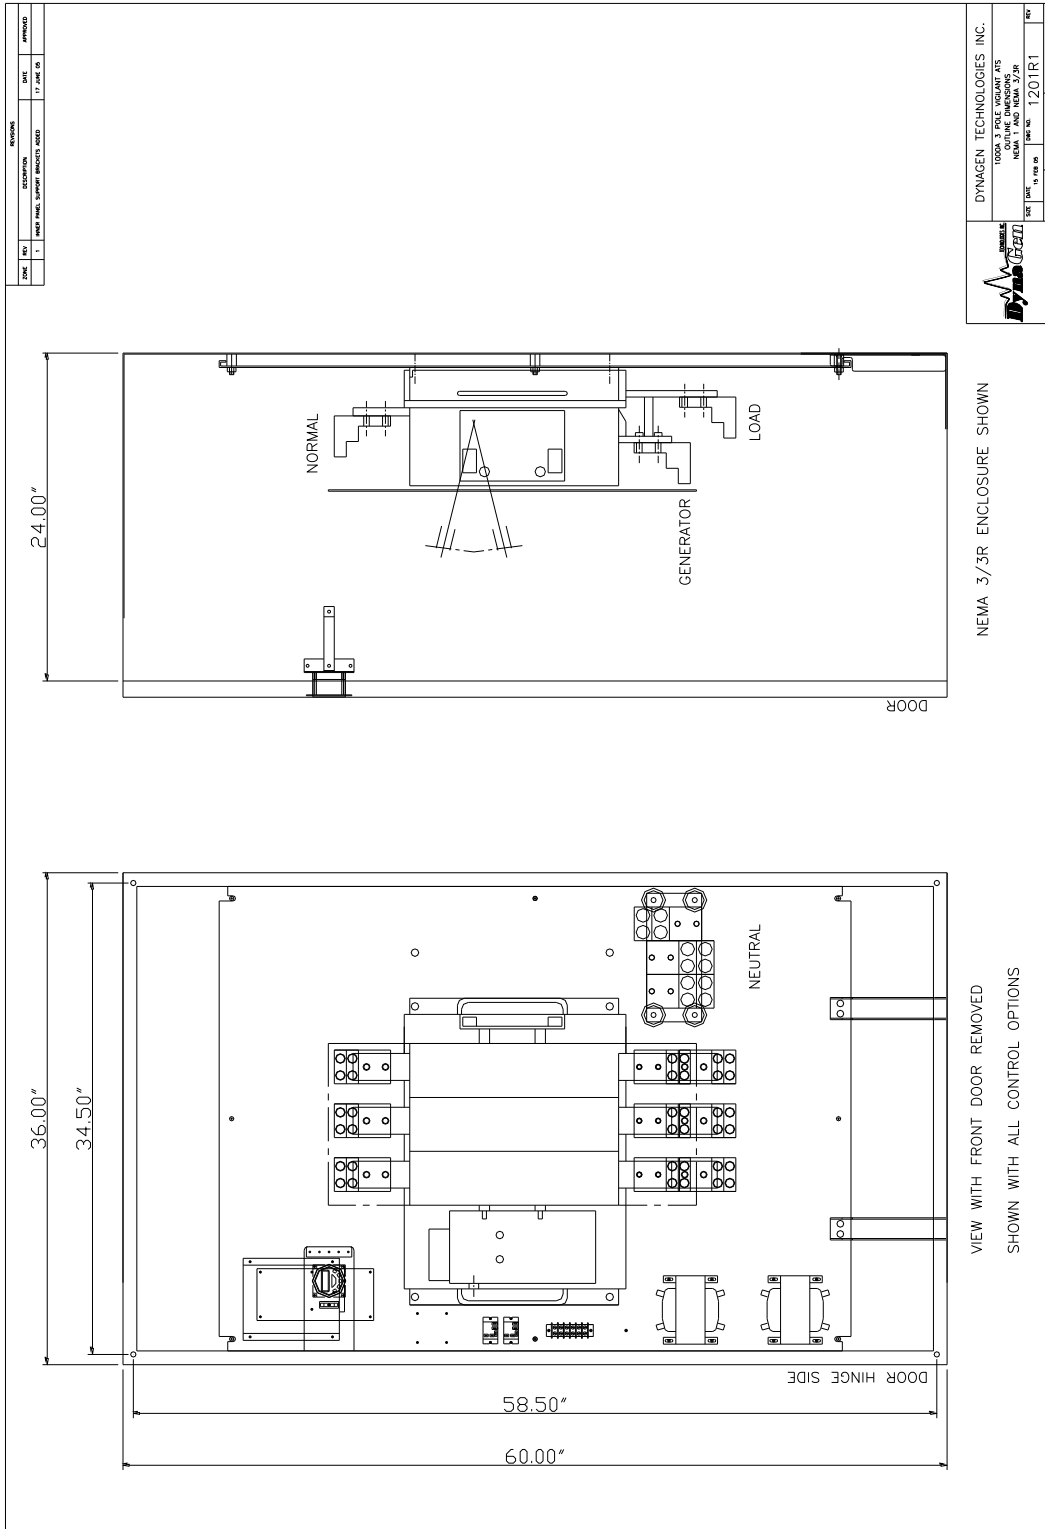 REVISIONS
ZONE REV DESCRIPTION DATE APPROVED
1 INNER PANEL SUPPORT BRACKETS ADDED 17 JUNE 05
24.00"
NORMAL
GENERATOR
LOAD
DOOR
NEMA 3/3R ENCLOSURE SHOWN
36.00"
34.50"
NEUTRAL
DOOR HINGE SIDE
58.50"
60.00"
VIEW WITH FRONT DOOR REMOVED
SHOWN WITH ALL CONTROL OPTIONS
DynaGen
TECHNOLOGIES INC.
DYNAGEN TECHNOLOGIES INC.
1000A 3 POLE VIGILANT ATS
OUTLINE DIMENSIONS
NEMA 1 AND NEMA 3/3R
SIZE DATE 15 FEB 05 DWG NO. 1201R1 REV